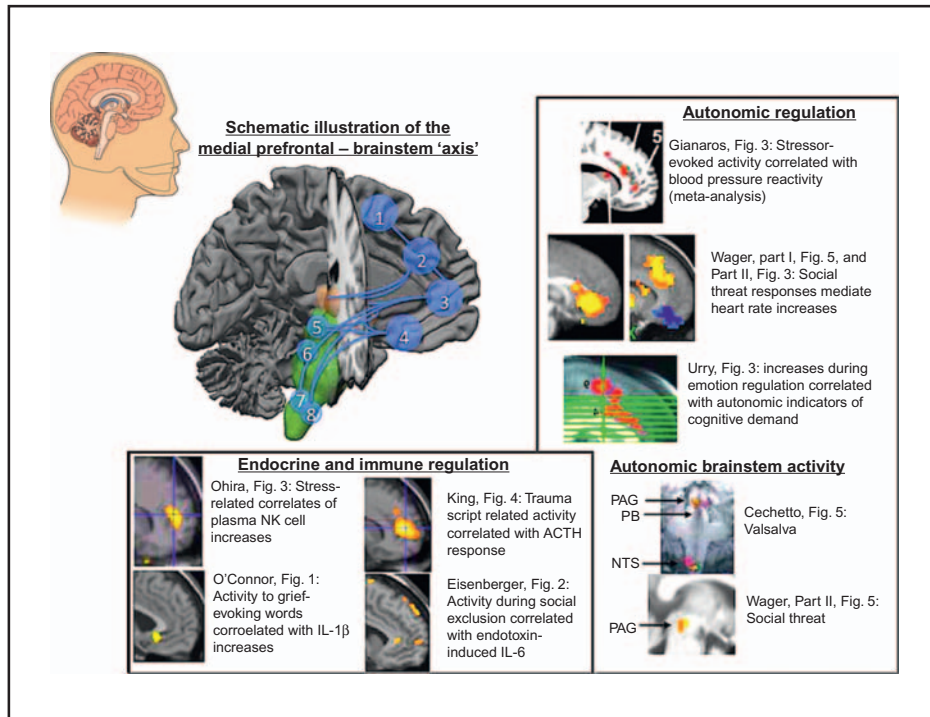 Schematic illustration of the
medial prefrontal – brainstem ‘axis’
1
2
3
4
5
6
7
8
Autonomic regulation
5
Gianaros, Fig. 3: Stressor-
evoked activity correlated with
blood pressure reactivity
(meta-analysis)
Wager, part I, Fig. 5, and
Part II, Fig. 3: Social
threat responses mediate
heart rate increases
Urry, Fig. 3: increases during
emotion regulation correlated
with autonomic indicators of
cognitive demand
Autonomic brainstem activity
PAG
PB
NTS
Cechetto, Fig. 5:
Valsalva
PAG
Wager, Part II, Fig. 5:
Social threat
Endocrine and immune regulation
Ohira, Fig. 3: Stress-
related correlates of
plasma NK cell
increases
King, Fig. 4: Trauma
script related activity
correlated with ACTH
response
O’Connor, Fig. 1:
Activity to grief-
evoking words
corroelated with IL-1β
increases
Eisenberger, Fig. 2:
Activity during social
exclusion correlated
with endotoxin-
induced IL-6